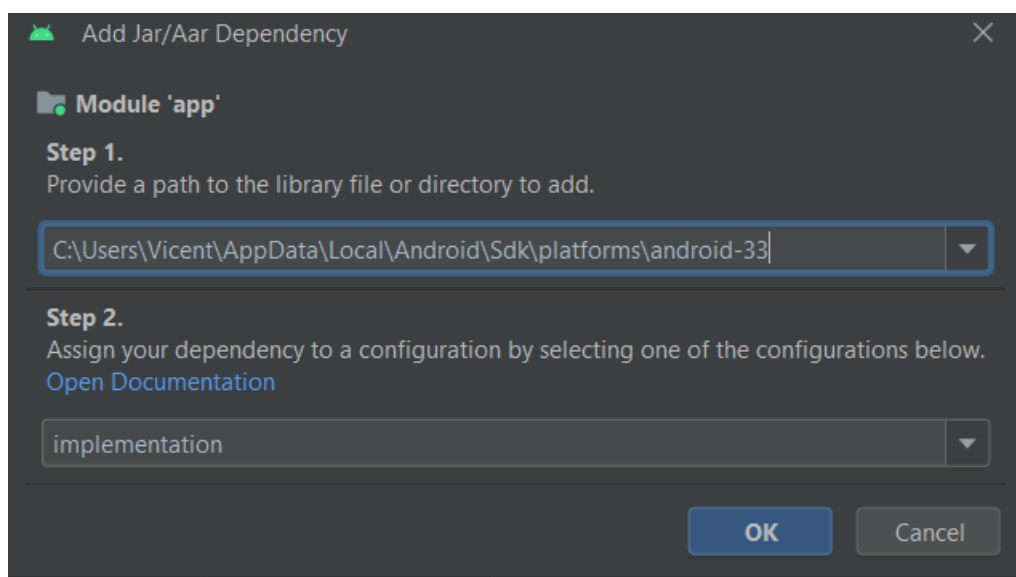 Add Jar/Aar Dependency
Module 'app'
Step 1.
Provide a path to the library file or directory to add.
C:\Users\Vicent\AppData\Local\Android\Sdk\platforms\android-33
Step 2.
Assign your dependency to a configuration by selecting one of the configurations below.
Open Documentation
implementation
OK Cancel